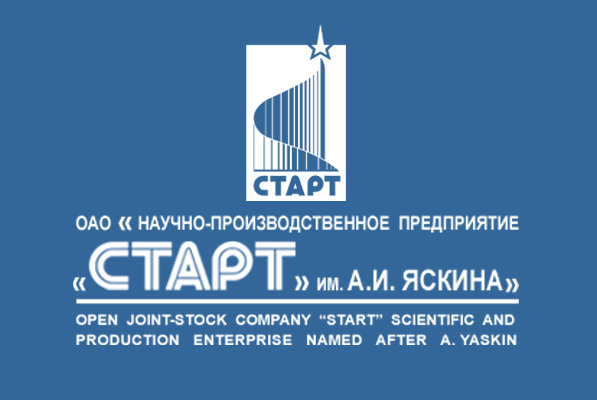 СТАРТ
ОАО « НАУЧНО-ПРОИЗВОДСТВЕННОЕ ПРЕДПРИЯТИЕ
«СТАРТ» ИМ. А.И. ЯСКИНА»
OPEN JOINT-STOCK COMPANY “START” SCIENTIFIC AND
PRODUCTION ENTERPRISE NAMED AFTER A. YASKIN